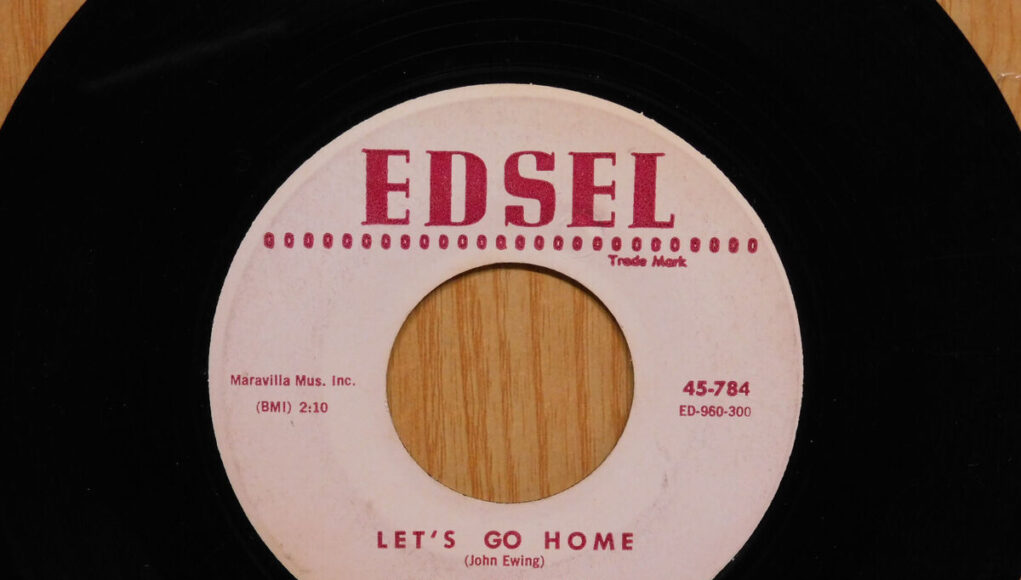 EDSEL
Trade Mark
Maravilla Mus. Inc.
(BMI) 2:10
45-784
ED-960-300
LET'S GO HOME
(John Ewing)